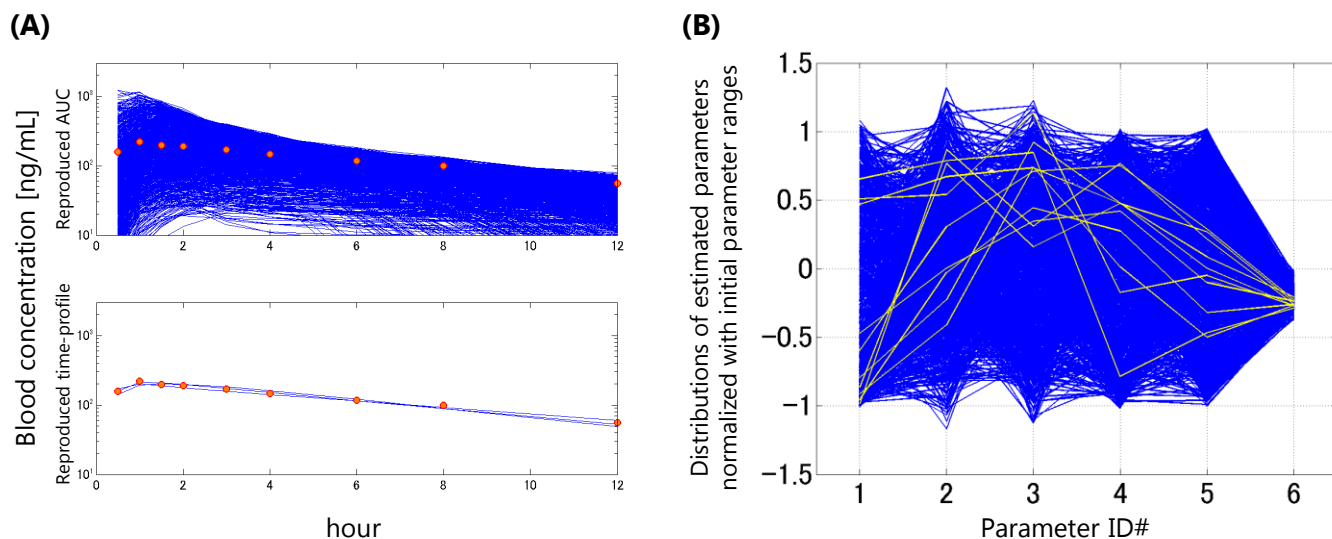 (A)
Blood concentration [ng/mL]
Reproduced AUC
10³
10²
10¹
0 2 4 6 8 10 12
Reproduced time-profile
10³
10²
10¹
0 2 4 6 8 10 12
hour
(B)
Distributions of estimated parameters
normalized with initial parameter ranges
1.5
1
0.5
0
−0.5
−1
−1.5
1 2 3 4 5 6
Parameter ID#